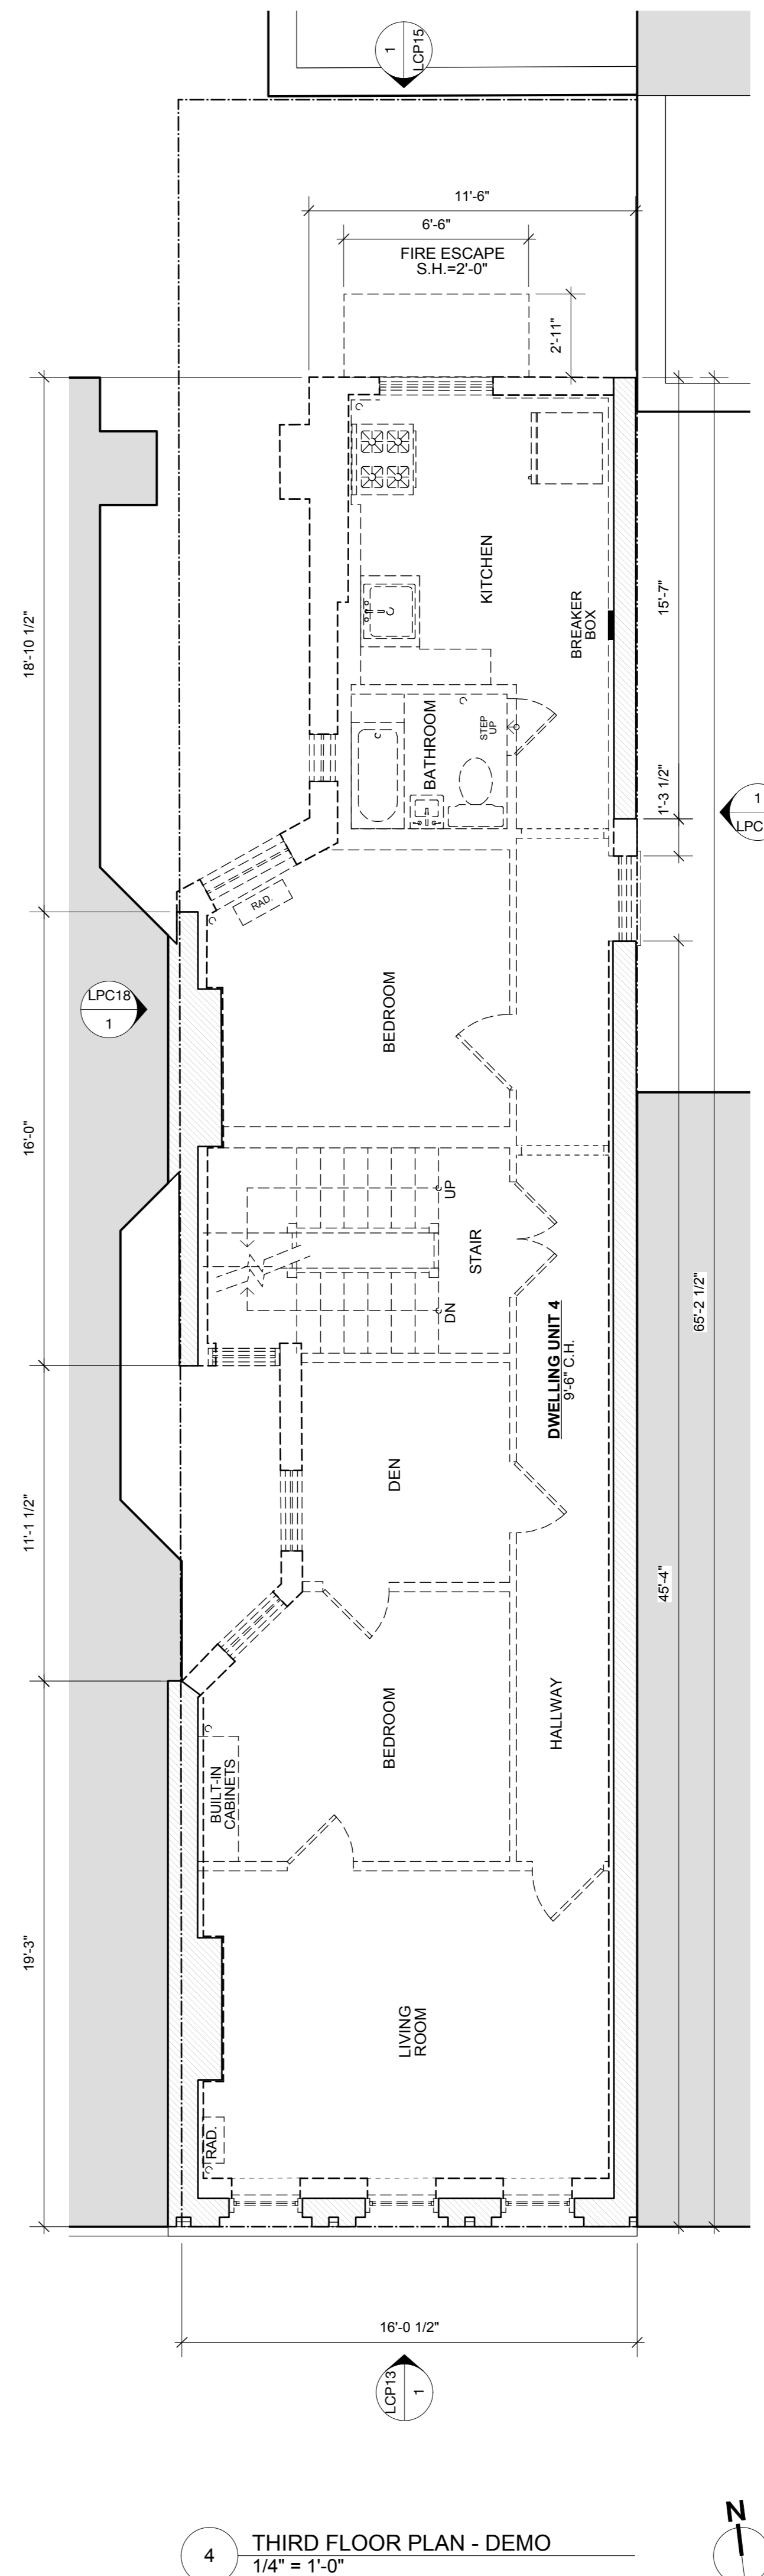 1
LCP15
11'-6"
6'-6"
FIRE ESCAPE
S.H.=2'-0"
2'-11"
18'-10 1/2"
KITCHEN
BREAKER
BOX
15'-7"
BATHROOM
STEP
UP
1'-3 1/2"
1
LPC
RAD.
LPC18
1
BEDROOM
16'-0"
UP
STAIR
DN
DWELLING UNIT 4
9'-6" C.H.
65'-2 1/2"
DEN
11'-1 1/2"
45'-4"
BEDROOM
HALLWAY
BUILT-IN
CABINETS
19'-3"
LIVING
ROOM
RAD.
16'-0 1/2"
LCP13
1
N
4
THIRD FLOOR PLAN - DEMO
1/4" = 1'-0"